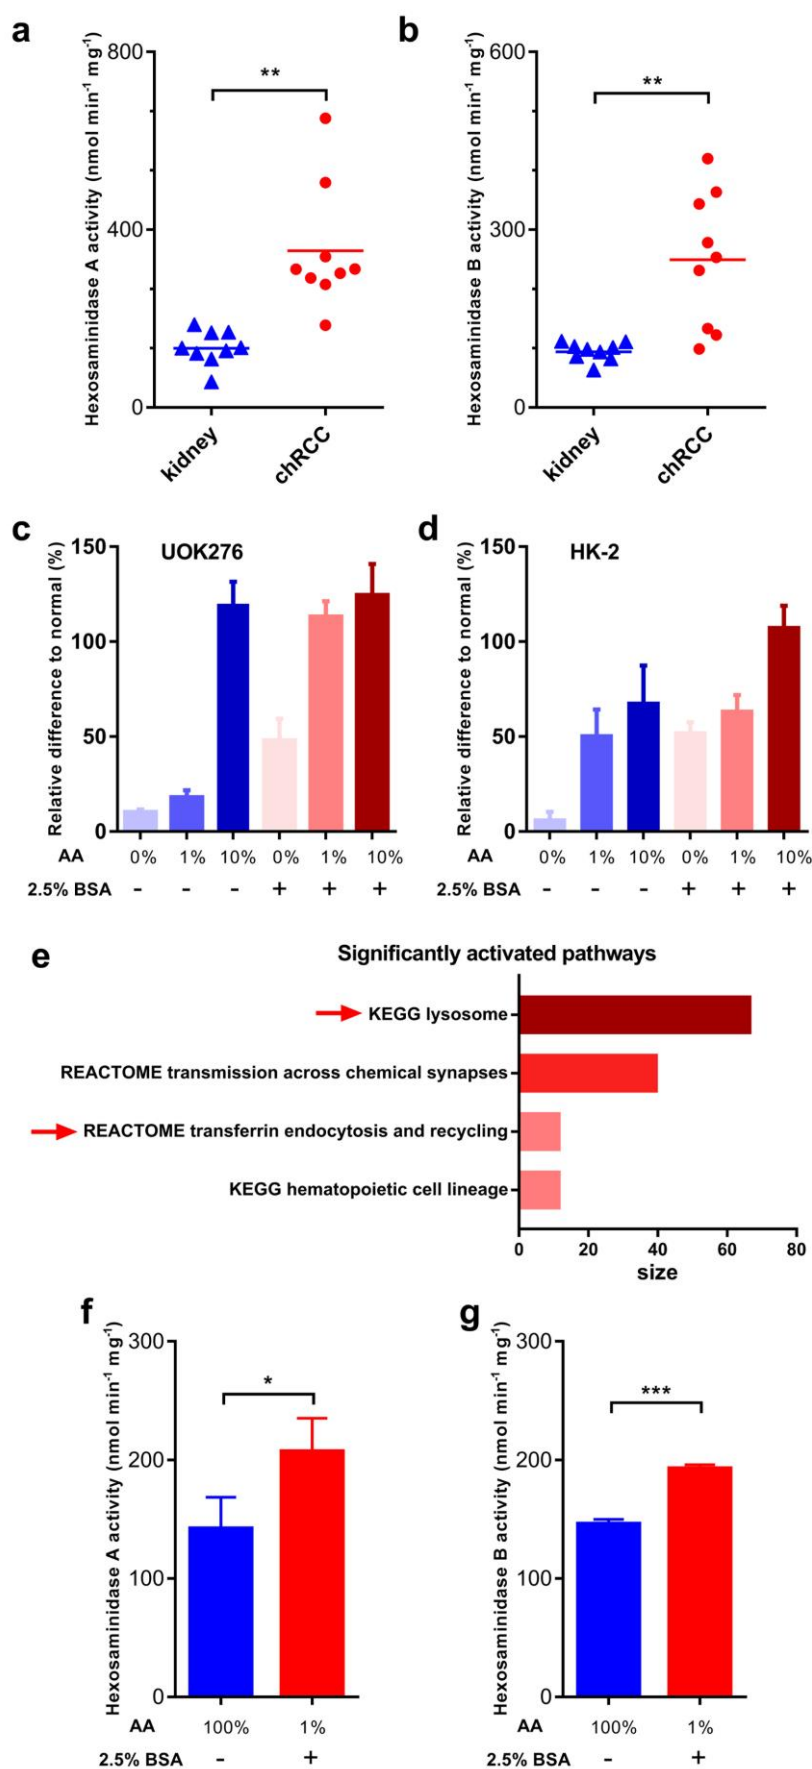 a
Hexosaminidase A activity (nmol min⁻¹ mg⁻¹)
800
400
0
**
kidney
chRCC
b
Hexosaminidase B activity (nmol min⁻¹ mg⁻¹)
600
300
0
**
kidney
chRCC
c
UOK276
Relative difference to normal (%)
150
100
50
0
AA 0% 1% 10% 0% 1% 10%
2.5% BSA - - - + + +
d
HK-2
Relative difference to normal (%)
150
100
50
0
AA 0% 1% 10% 0% 1% 10%
2.5% BSA - - - + + +
e
Significantly activated pathways
KEGG lysosome
REACTOME transmission across chemical synapses
REACTOME transferrin endocytosis and recycling
KEGG hematopoietic cell lineage
0 20 40 60 80
size
f
Hexosaminidase A activity (nmol min⁻¹ mg⁻¹)
300
200
100
0
*
AA 100% 1%
2.5% BSA - +
g
Hexosaminidase B activity (nmol min⁻¹ mg⁻¹)
300
200
100
0
***
AA 100% 1%
2.5% BSA - +